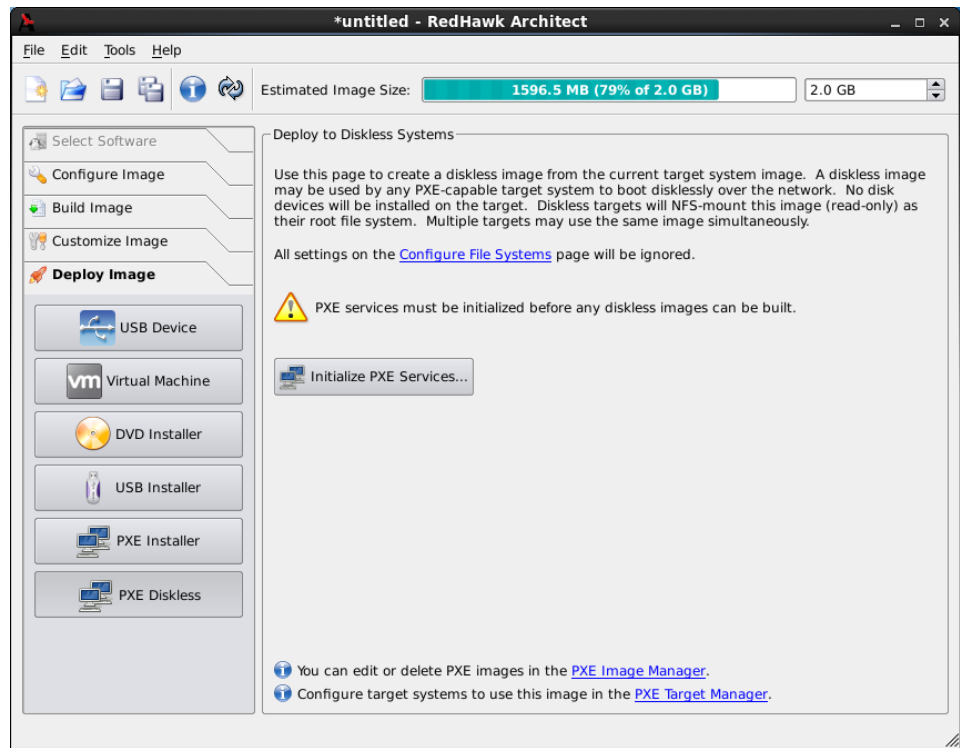 *untitled - RedHawk Architect
File Edit Tools Help
Estimated Image Size: 1596.5 MB (79% of 2.0 GB) 2.0 GB
Select Software
Configure Image
Build Image
Customize Image
Deploy Image
USB Device
vm Virtual Machine
DVD Installer
USB Installer
PXE Installer
PXE Diskless
Deploy to Diskless Systems
Use this page to create a diskless image from the current target system image. A diskless image
may be used by any PXE-capable target system to boot disklessly over the network. No disk
devices will be installed on the target. Diskless targets will NFS-mount this image (read-only) as
their root file system. Multiple targets may use the same image simultaneously.
All settings on the Configure File Systems page will be ignored.
PXE services must be initialized before any diskless images can be built.
Initialize PXE Services...
You can edit or delete PXE images in the PXE Image Manager.
Configure target systems to use this image in the PXE Target Manager.